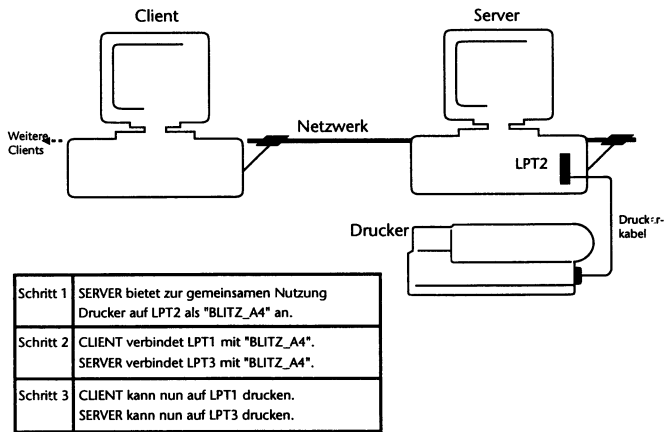 Client
Server
Netzwerk
Weitere
Clients
LPT2
Drucker
Drucker-
kabel
Schritt 1
SERVER bietet zur gemeinsamen Nutzung
Drucker auf LPT2 als "BLITZ_A4" an.
Schritt 2
CLIENT verbindet LPT1 mit "BLITZ_A4".
SERVER verbindet LPT3 mit "BLITZ_A4".
Schritt 3
CLIENT kann nun auf LPT1 drucken.
SERVER kann nun auf LPT3 drucken.